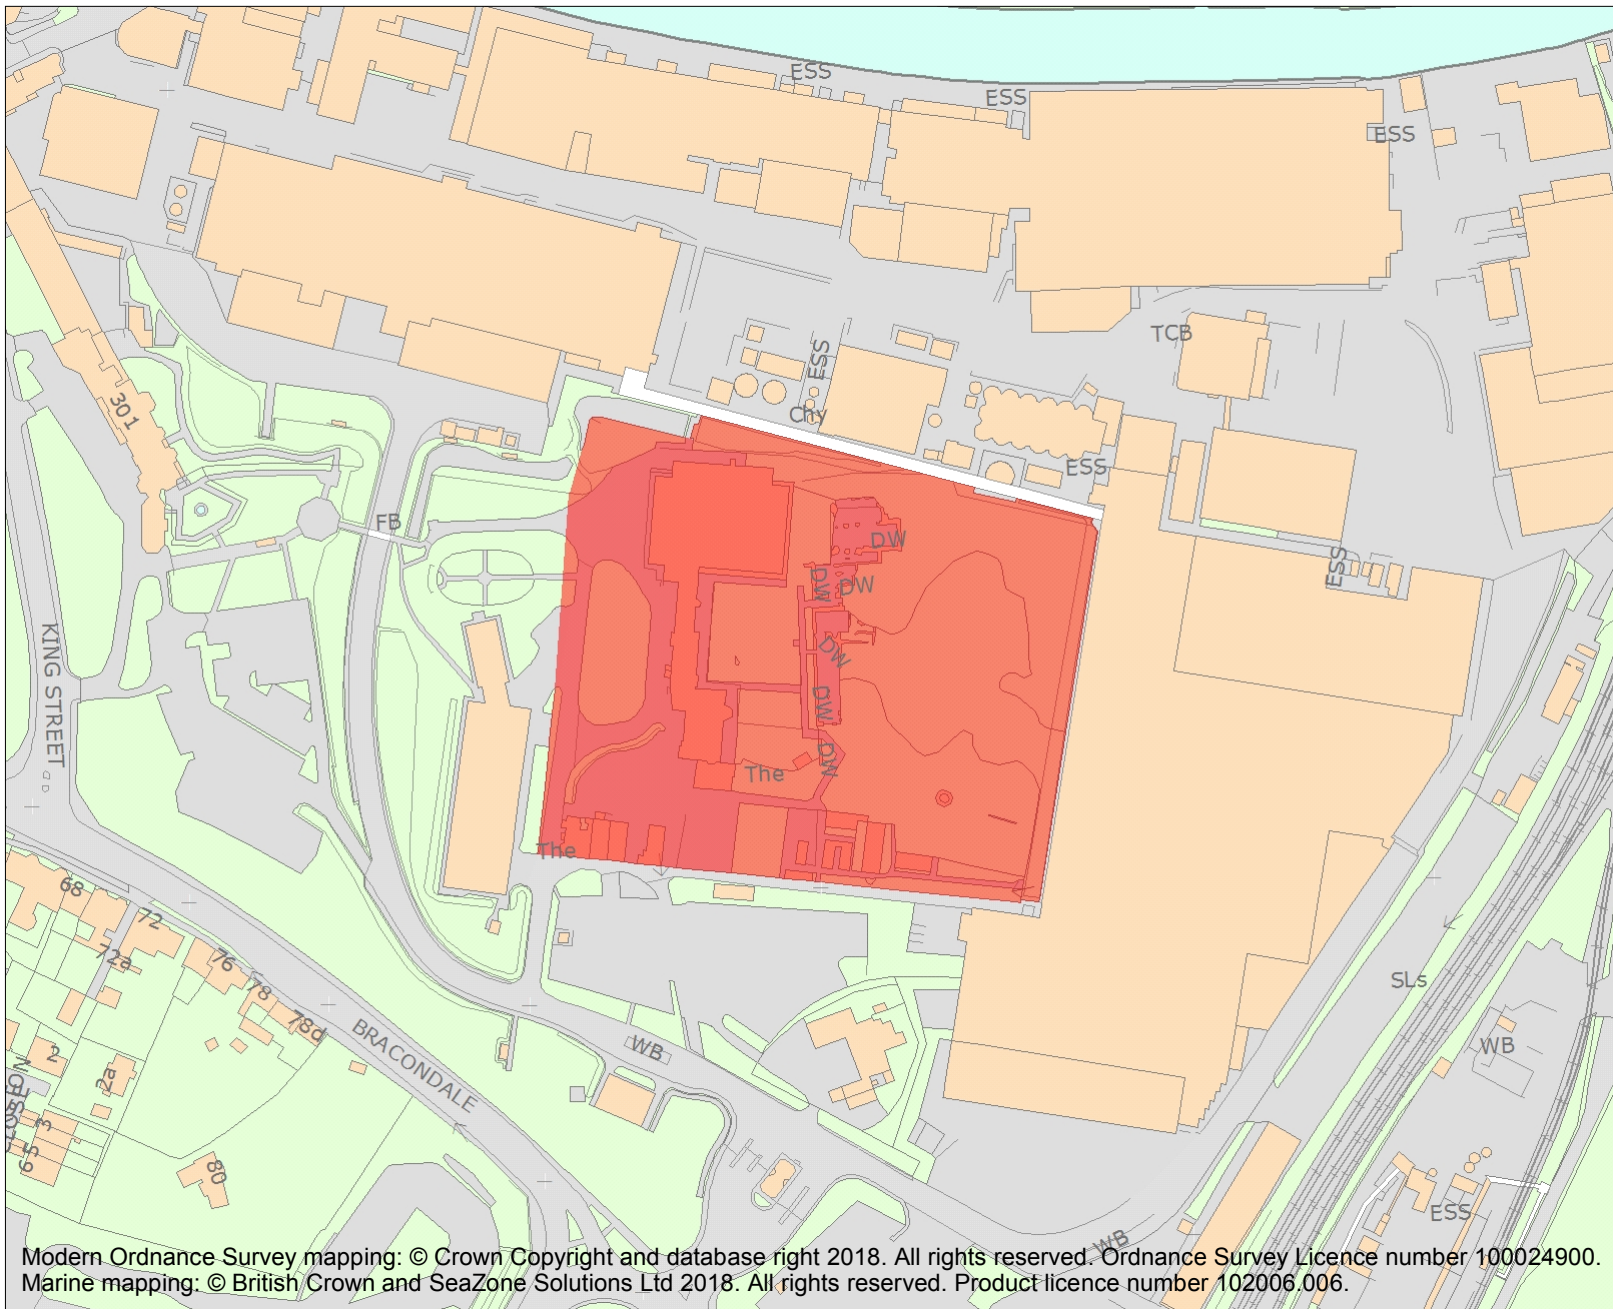 ESS
ESS
ESS
TCB
ESS
301
Chy
ESS
FB
DW
ESS
DW
DW
DW
KING STREET
DW
DW
The
The
68
72
72a
76
78
SLs
78d
BRACONDALE
WB
WB
2
2a
3
5
6
80
ESS
WB
Modern Ordnance Survey mapping: © Crown Copyright and database right 2018. All rights reserved. Ordnance Survey Licence number 100024900.
Marine mapping: © British Crown and SeaZone Solutions Ltd 2018. All rights reserved. Product licence number 102006.006.